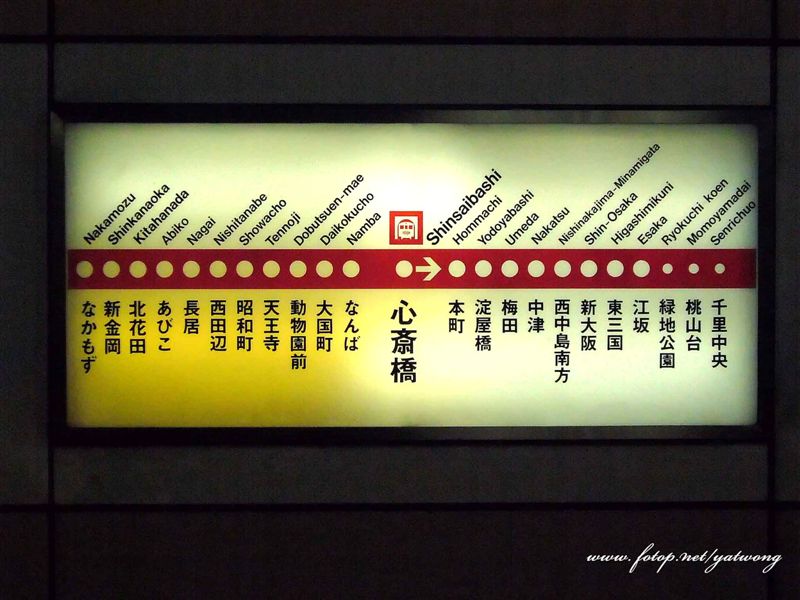 Nakamozu
Shinkanaoka
Kitahanada
Abiko
Nagai
Nishitanabe
Showacho
Tennoji
Dobutsuen-mae
Daikokucho
Namba
Shinsaibashi
Hommachi
Yodoyabashi
Umeda
Nakatsu
Nishinakajima-Minamigata
Shin-Osaka
Higashimikuni
Esaka
Ryokuchi koen
Momoyamadai
Senrichuo
なかもず
新金岡
北花田
あびこ
長居
西田辺
昭和町
天王寺
動物園前
大国町
なんば
心斎橋
本町
淀屋橋
梅田
中津
西中島南方
新大阪
東三国
江坂
緑地公園
桃山台
千里中央
www.fotop.net/yatwong